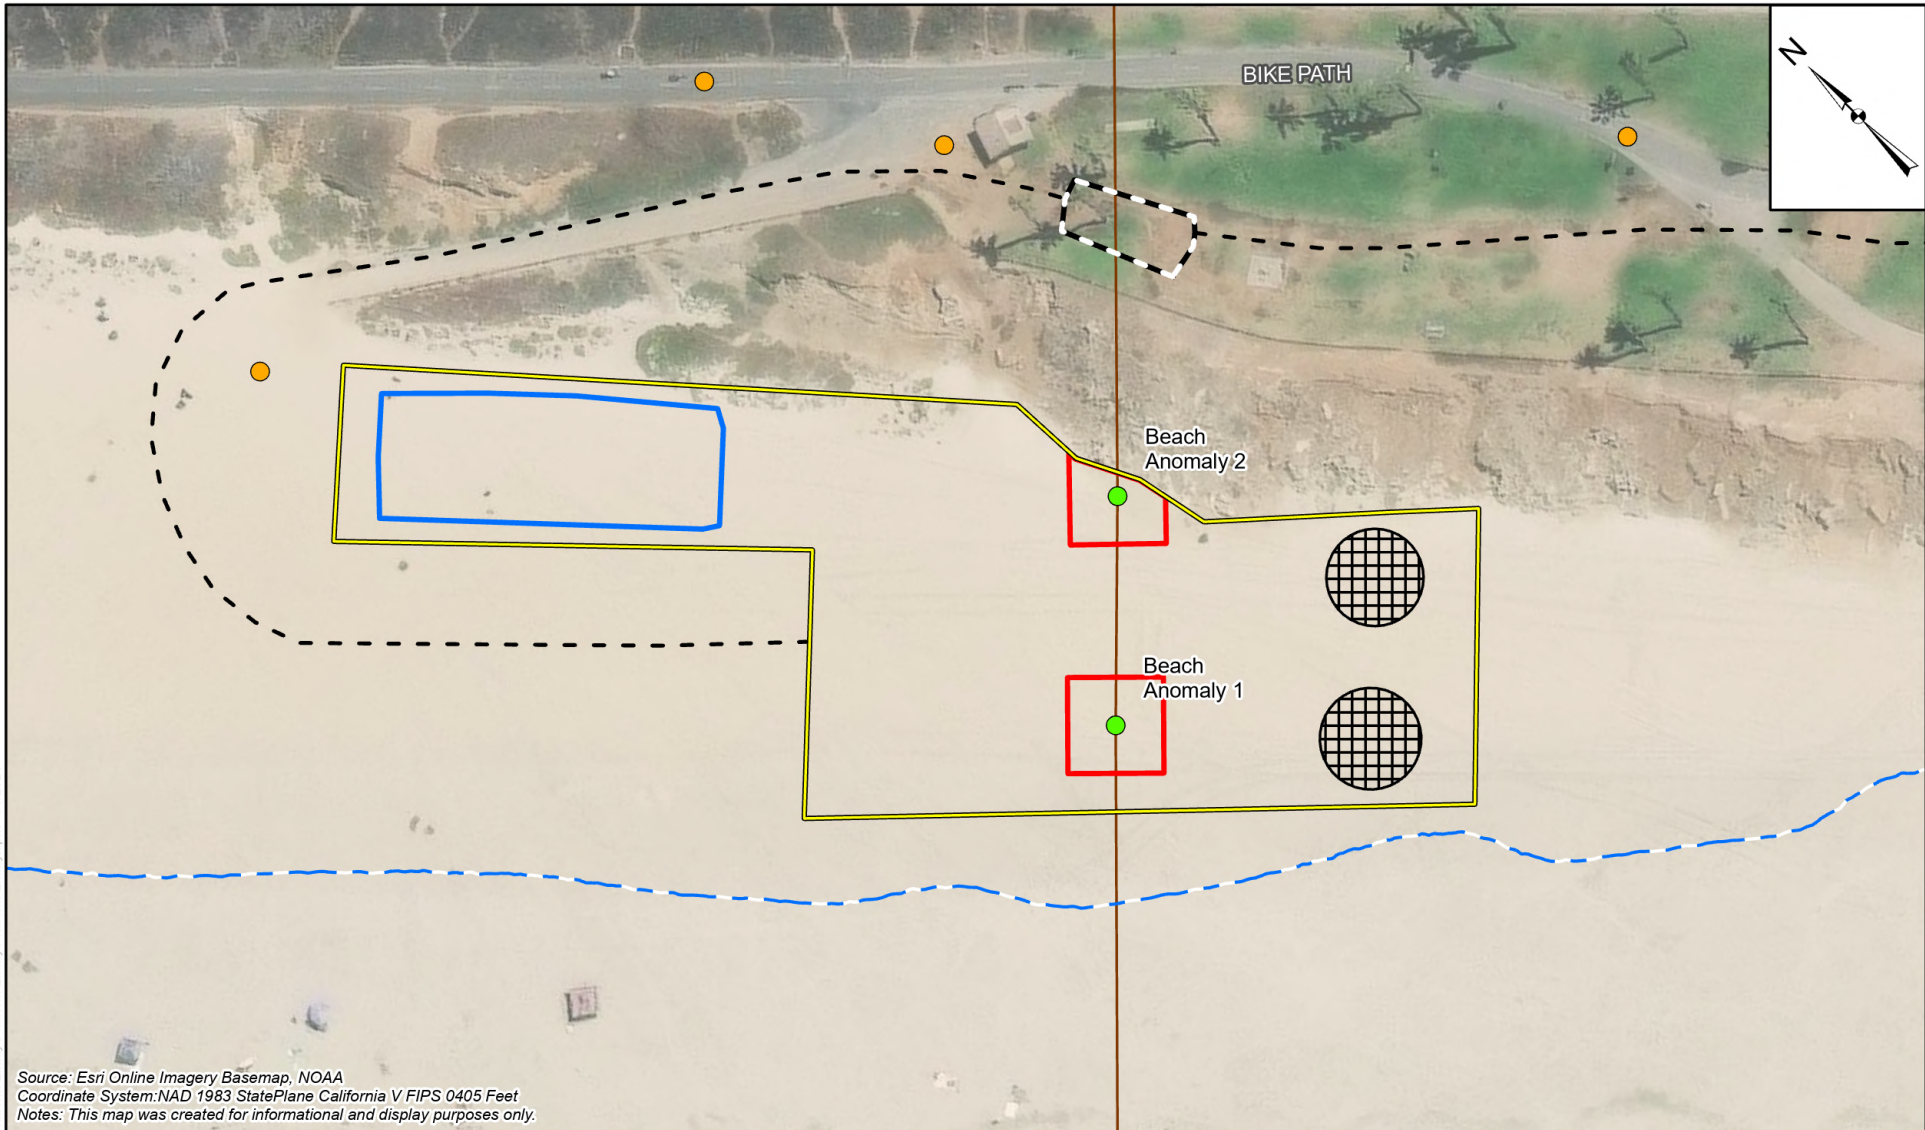 BIKE PATH
N
Beach
Anomaly 2
Beach
Anomaly 1
Source: Esri Online Imagery Basemap, NOAA
Coordinate System:NAD 1983 StatePlane California V FIPS 0405 Feet
Notes: This map was created for informational and display purposes only.